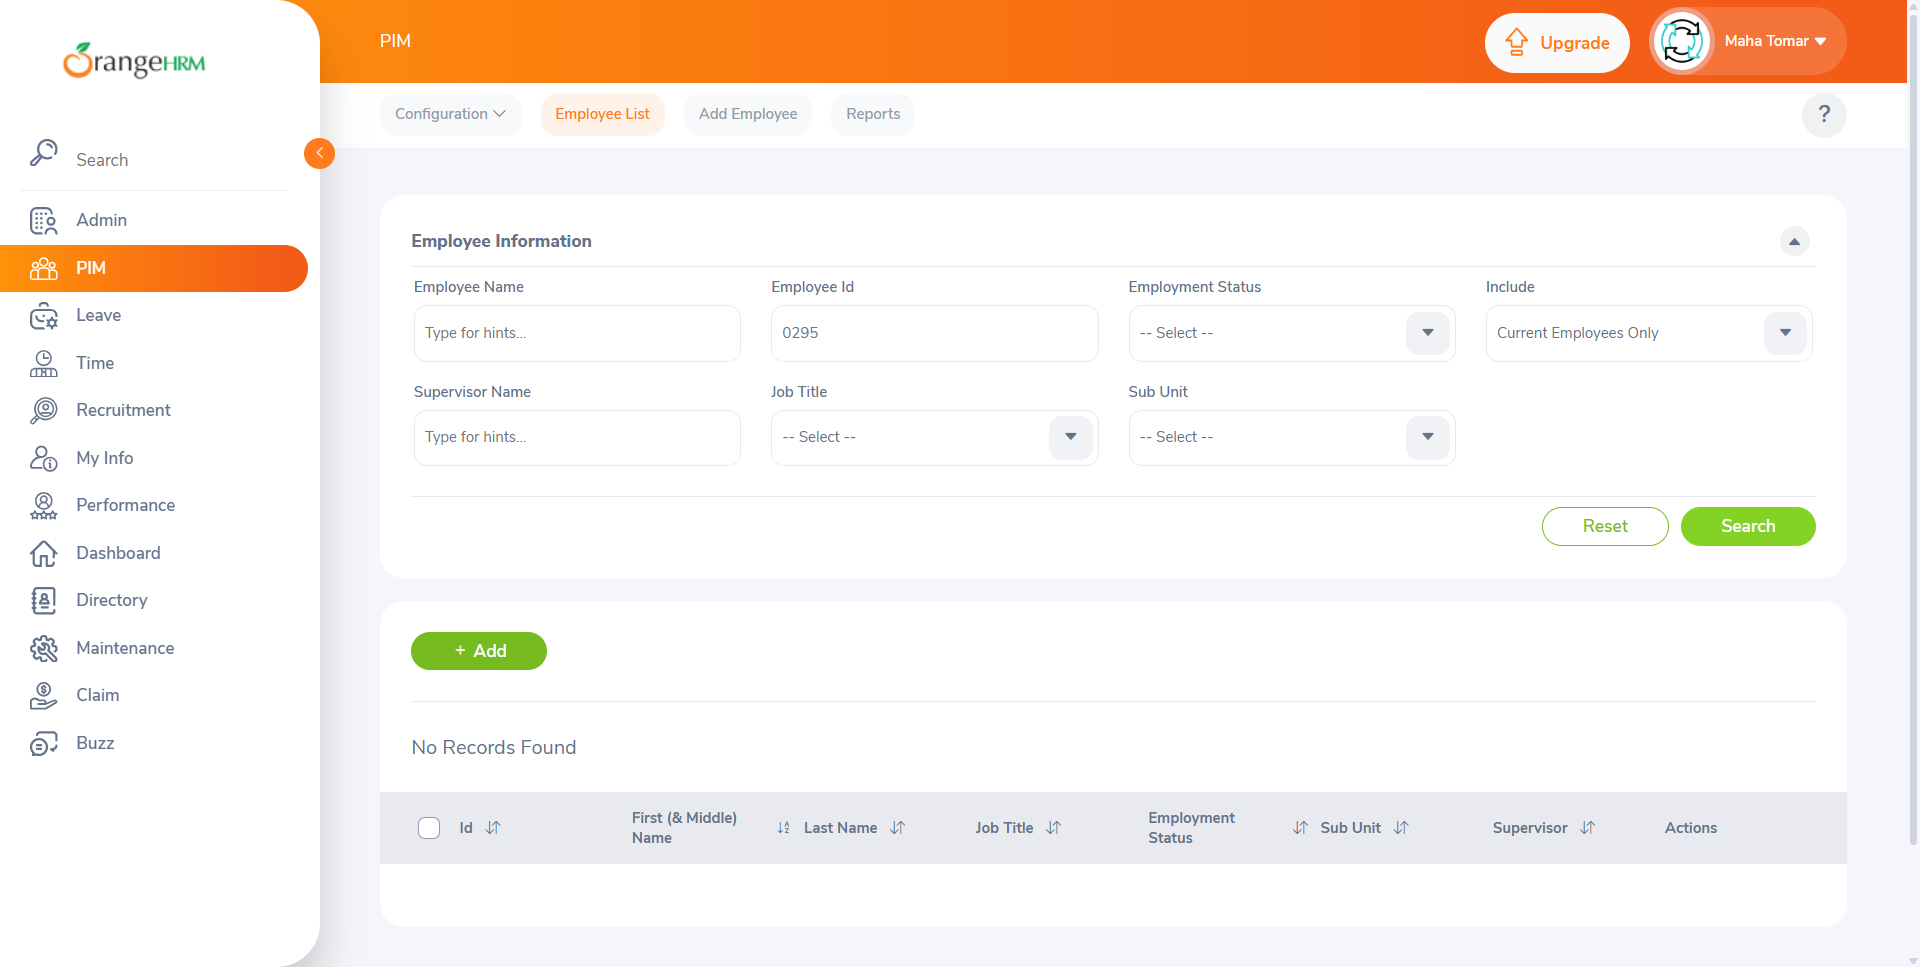 OrangeHRM
Search
Admin
PIM
Leave
Time
Recruitment
My Info
Performance
Dashboard
Directory
Maintenance
Claim
Buzz
PIM
Upgrade
Maha Tomar
Configuration
Employee List
Add Employee
Reports
?
Employee Information
Employee Name
Employee Id
Employment Status
Include
Type for hints...
0295
-- Select --
Current Employees Only
Supervisor Name
Job Title
Sub Unit
Type for hints...
-- Select --
-- Select --
Reset
Search
+ Add
No Records Found
Id
First (& Middle)
Name
Last Name
Job Title
Employment
Status
Sub Unit
Supervisor
Actions